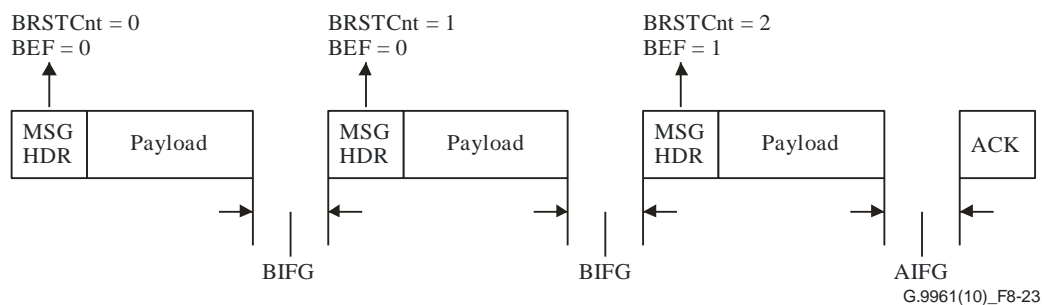 BRSTCnt = 0
BEF = 0
BRSTCnt = 1
BEF = 0
BRSTCnt = 2
BEF = 1
MSG
HDR
Payload
MSG
HDR
Payload
MSG
HDR
Payload
ACK
BIFG
BIFG
AIFG
G.9961(10)_F8-23